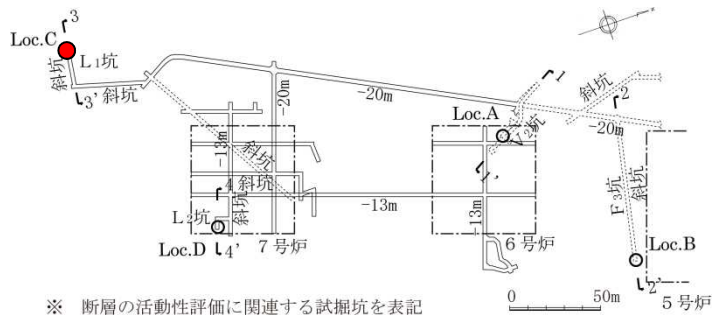 3
Loc.C
L1坑
斜坑
3'
斜坑
-20m
-20m
1
斜坑
2
Loc.A
-20m
V2坑
-13m
斜坑
1'
4
斜坑
L2坑
斜坑
-13m
-13m
F3坑
斜坑
Loc.D
4'
7号炉
6号炉
Loc.B
2'
5号炉
※ 断層の活動性評価に関連する試掘坑を表記
0
50m